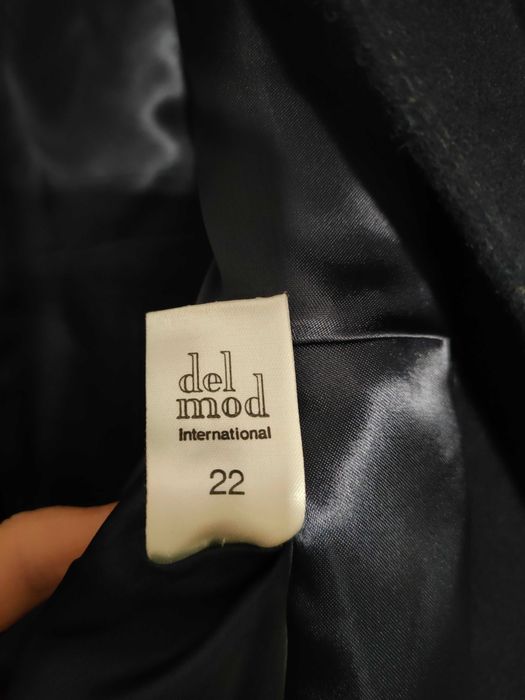 del
mod
International
22